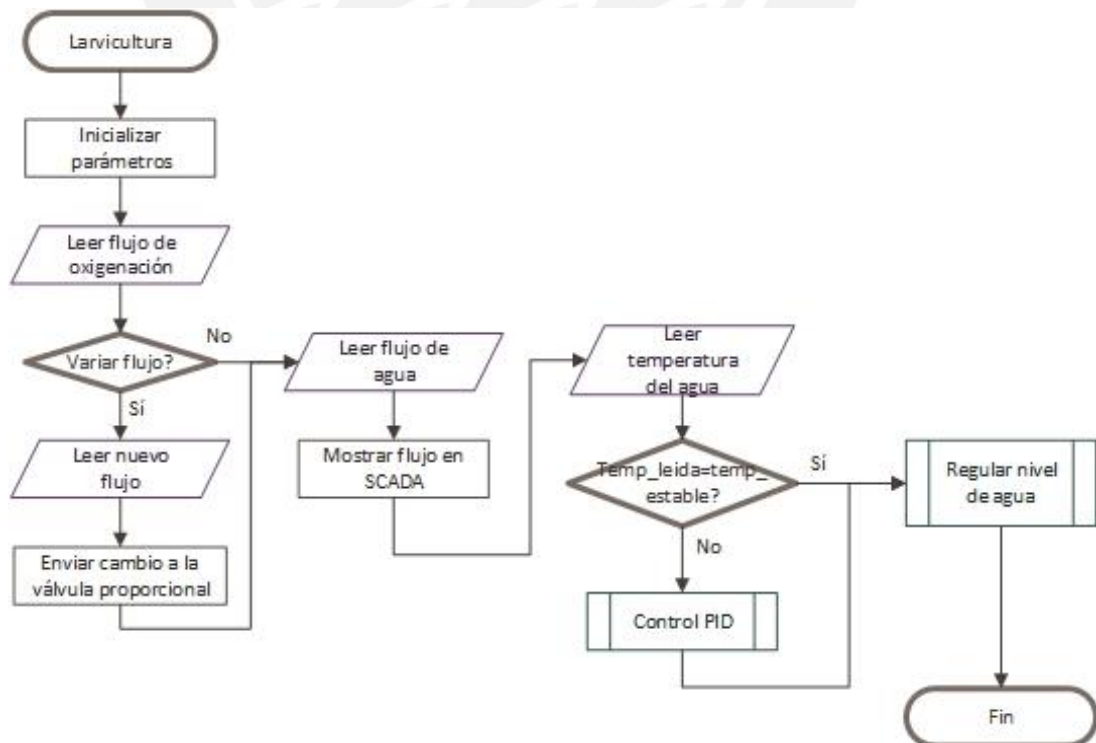 Larvicultura
Inicializar
parámetros
Leer flujo de
oxigenación
Variar flujo?
No
Sí
Leer nuevo
flujo
Enviar cambio a la
válvula proporcional
Leer flujo de
agua
Mostrar flujo en
SCADA
Leer
temperatura
del agua
Temp_leida=temp_
estable?
Sí
No
Control PID
Regular nivel
de agua
Fin